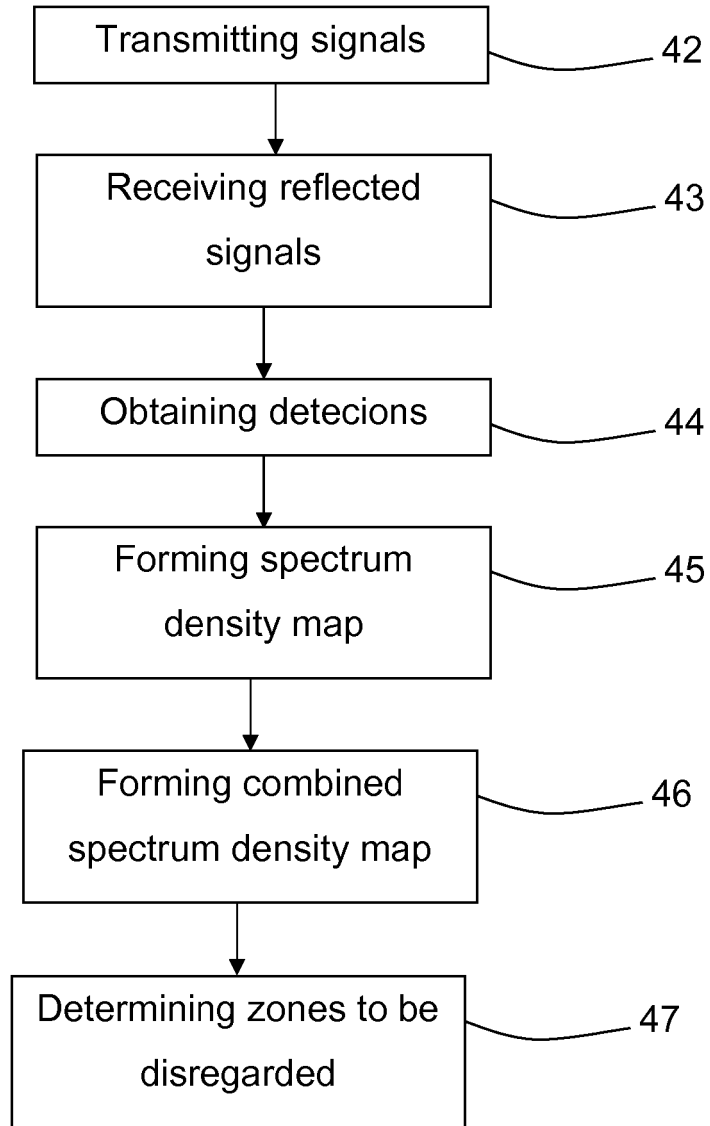 Transmitting signals
42
Receiving reflected
signals
43
Obtaining detecions
44
Forming spectrum
density map
45
Forming combined
spectrum density map
46
Determining zones to be
disregarded
47